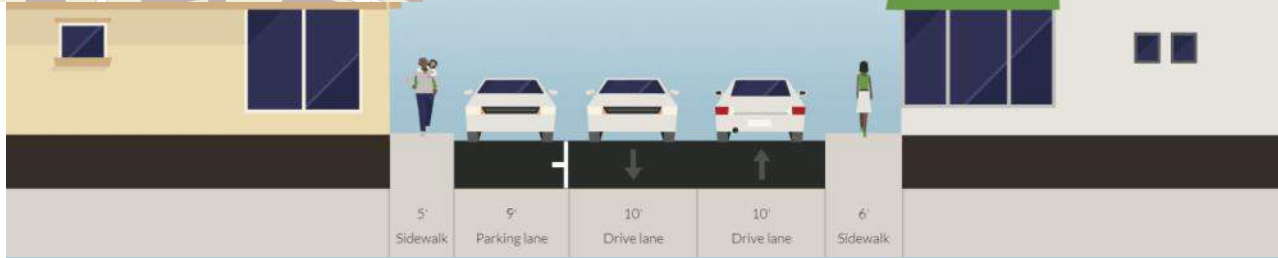 5'
Sidewalk
9'
Parking lane
10'
Drive lane
10'
Drive lane
6'
Sidewalk